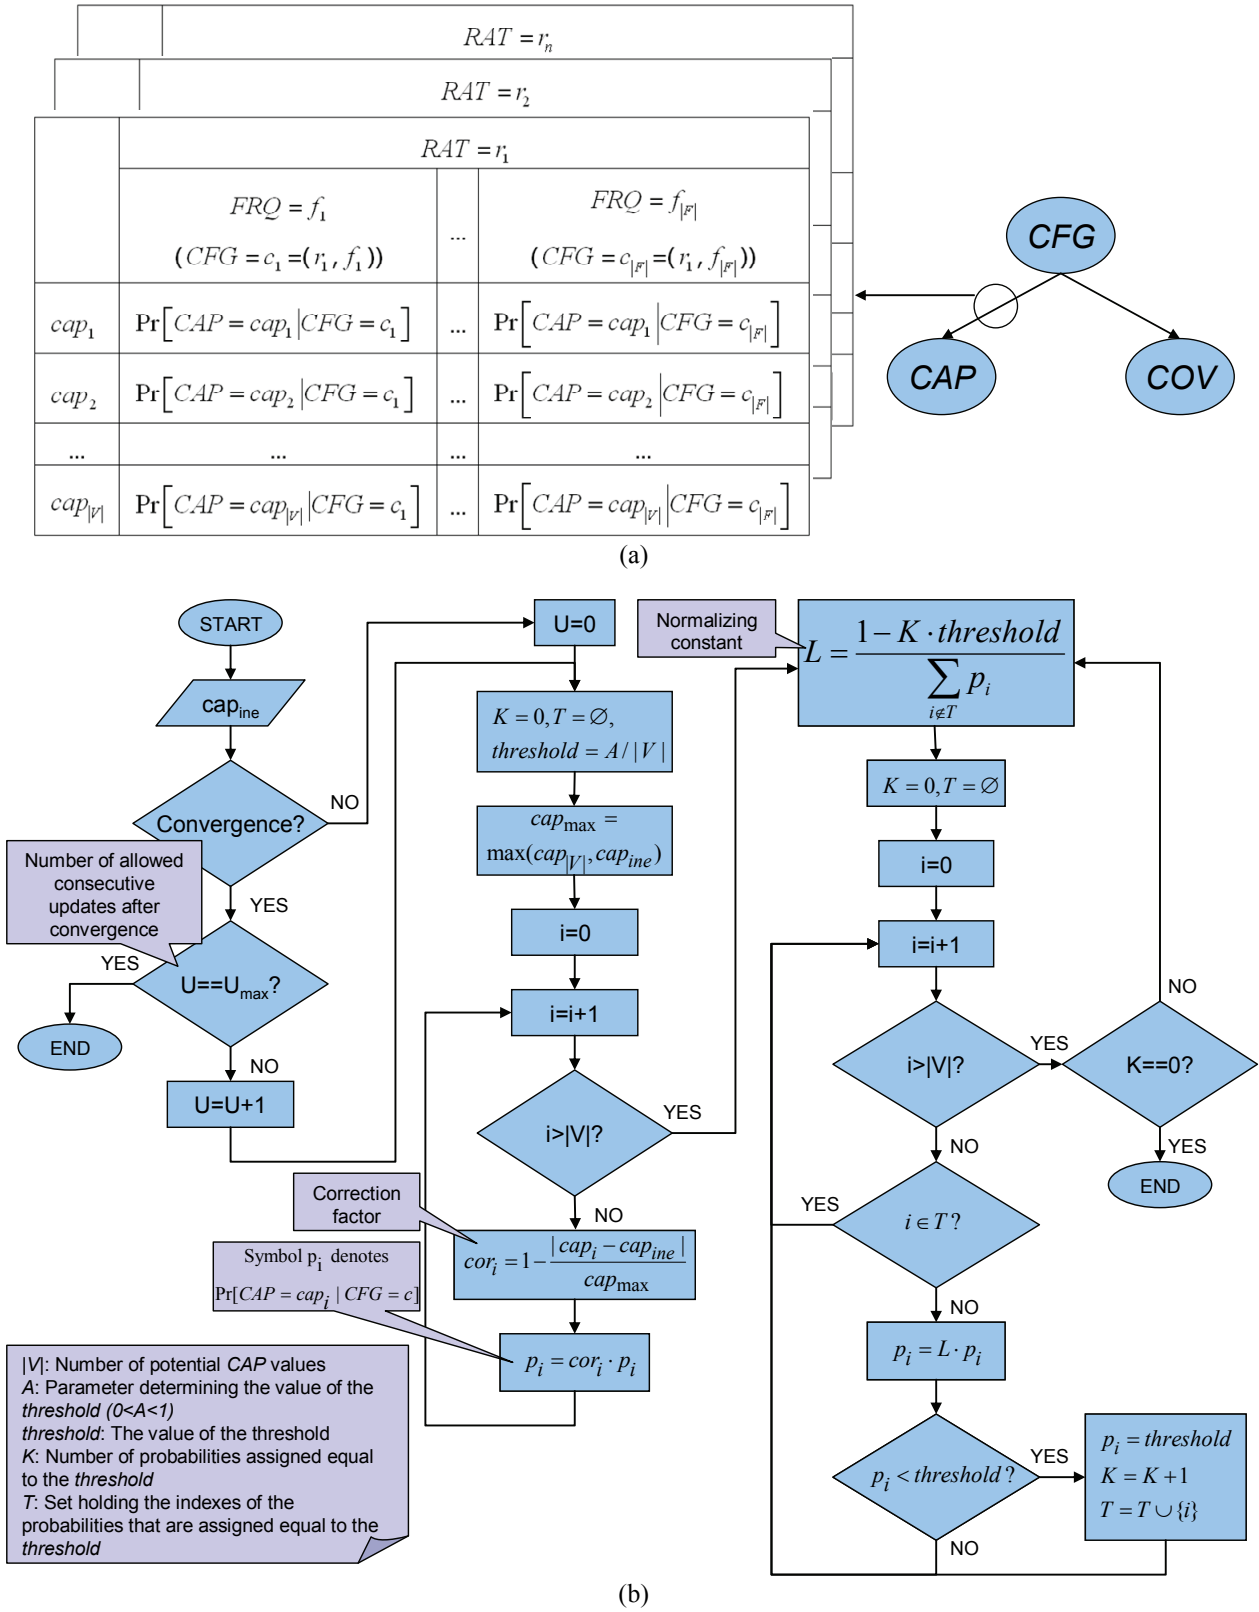 RAT = r_n
RAT = r_2
RAT = r_1
FRQ = f_1 ... FRQ = f_|F|
(CFG = c_1 =(r_1, f_1)) (CFG = c_|F| =(r_1, f_|F|))
cap_1 Pr[CAP = cap_1 | CFG = c_1] ... Pr[CAP = cap_1 | CFG = c_|F|]
cap_2 Pr[CAP = cap_2 | CFG = c_1] ... Pr[CAP = cap_2 | CFG = c_|F|]
... ... ... ...
cap_|V| Pr[CAP = cap_|V| | CFG = c_1] ... Pr[CAP = cap_|V| | CFG = c_|F|]
CFG
CAP
COV
(a)
START
cap_ine
Convergence?
NO
YES
Number of allowed
consecutive
updates after
convergence
U==U_max?
YES
END
NO
U=U+1
U=0
K = 0, T = ∅,
threshold = A / | V |
cap_max =
max(cap_|V|, cap_ine)
i=0
i=i+1
i>|V|?
YES
NO
Correction
factor
cor_i = 1 − |cap_i − cap_ine| / cap_max
Symbol p_i denotes
Pr[CAP = cap_i | CFG = c]
p_i = cor_i · p_i
Normalizing
constant
L = (1 − K · threshold) / ∑_{i∉T} p_i
K = 0, T = ∅
i=0
i=i+1
i>|V|?
YES
K==0?
NO
YES
END
NO
i ∈ T ?
YES
NO
p_i = L · p_i
p_i < threshold ?
YES
p_i = threshold
K = K + 1
T = T ∪ {i}
NO
|V|: Number of potential CAP values
A: Parameter determining the value of the
threshold (0<A<1)
threshold: The value of the threshold
K: Number of probabilities assigned equal
to the threshold
T: Set holding the indexes of the
probabilities that are assigned equal to the
threshold
(b)